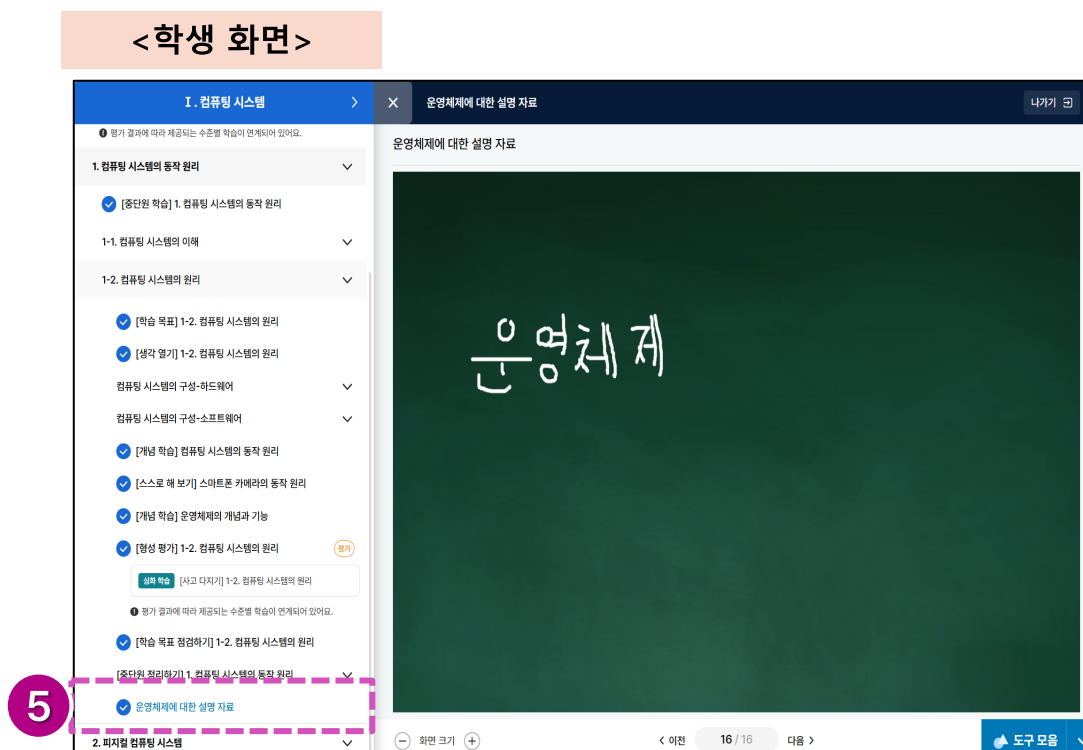 <학생 화면>
Ⅰ. 컴퓨팅 시스템
평가 결과에 따라 제공되는 수준별 학습이 연계되어 있어요.
1. 컴퓨팅 시스템의 동작 원리
[중단원 학습] 1. 컴퓨팅 시스템의 동작 원리
1-1. 컴퓨팅 시스템의 이해
1-2. 컴퓨팅 시스템의 원리
[학습 목표] 1-2. 컴퓨팅 시스템의 원리
[생각 열기] 1-2. 컴퓨팅 시스템의 원리
컴퓨팅 시스템의 구성-하드웨어
컴퓨팅 시스템의 구성-소프트웨어
[개념 학습] 컴퓨팅 시스템의 동작 원리
[스스로 해 보기] 스마트폰 카메라의 동작 원리
[개념 학습] 운영체제의 개념과 기능
[형성 평가] 1-2. 컴퓨팅 시스템의 원리 평가
심화 학습 [사고 다지기] 1-2. 컴퓨팅 시스템의 원리
평가 결과에 따라 제공되는 수준별 학습이 연계되어 있어요.
[학습 목표 점검하기] 1-2. 컴퓨팅 시스템의 원리
[중단원 정리하기] 1. 컴퓨팅 시스템의 동작 원리
5 운영체제에 대한 설명 자료
2. 피지컬 컴퓨팅 시스템
운영체제에 대한 설명 자료 나가기
운영체제에 대한 설명 자료
운영체제
화면 크기 이전 16 / 16 다음 도구 모음